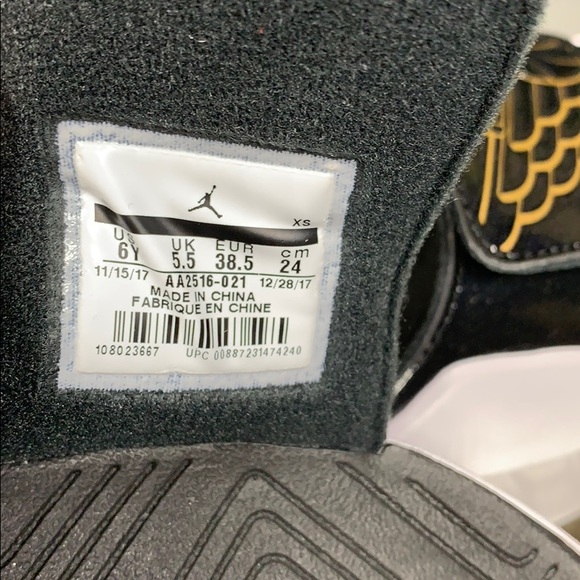 XS
US UK EUR cm
6Y 5.5 38.5 24
11/15/17 AA2516-021 12/28/17
MADE IN CHINA
FABRIQUE EN CHINE
108023667 UPC 00887231474240